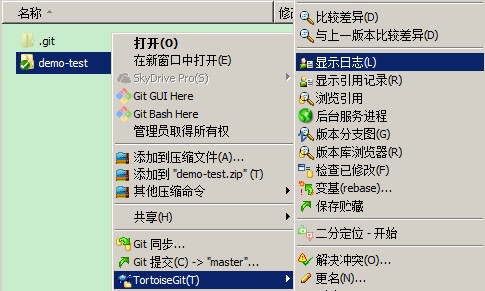 名称
修改
.git
demo-test
打开(O)
在新窗口中打开(E)
SkyDrive Pro(S)
Git GUI Here
Git Bash Here
管理员取得所有权
添加到压缩文件(A)...
添加到 "demo-test.zip" (T)
其他压缩命令
共享(H)
Git 同步...
Git 提交(C) -> "master"...
TortoiseGit(T)
比较差异(D)
与上一版本比较差异(D)
显示日志(L)
显示引用记录(R)
浏览引用
后台服务进程
版本分支图(G)
版本库浏览器(R)
检查已修改(F)
变基(rebase)...
保存贮藏
二分定位 - 开始
解决冲突(O)...
更名(N)...